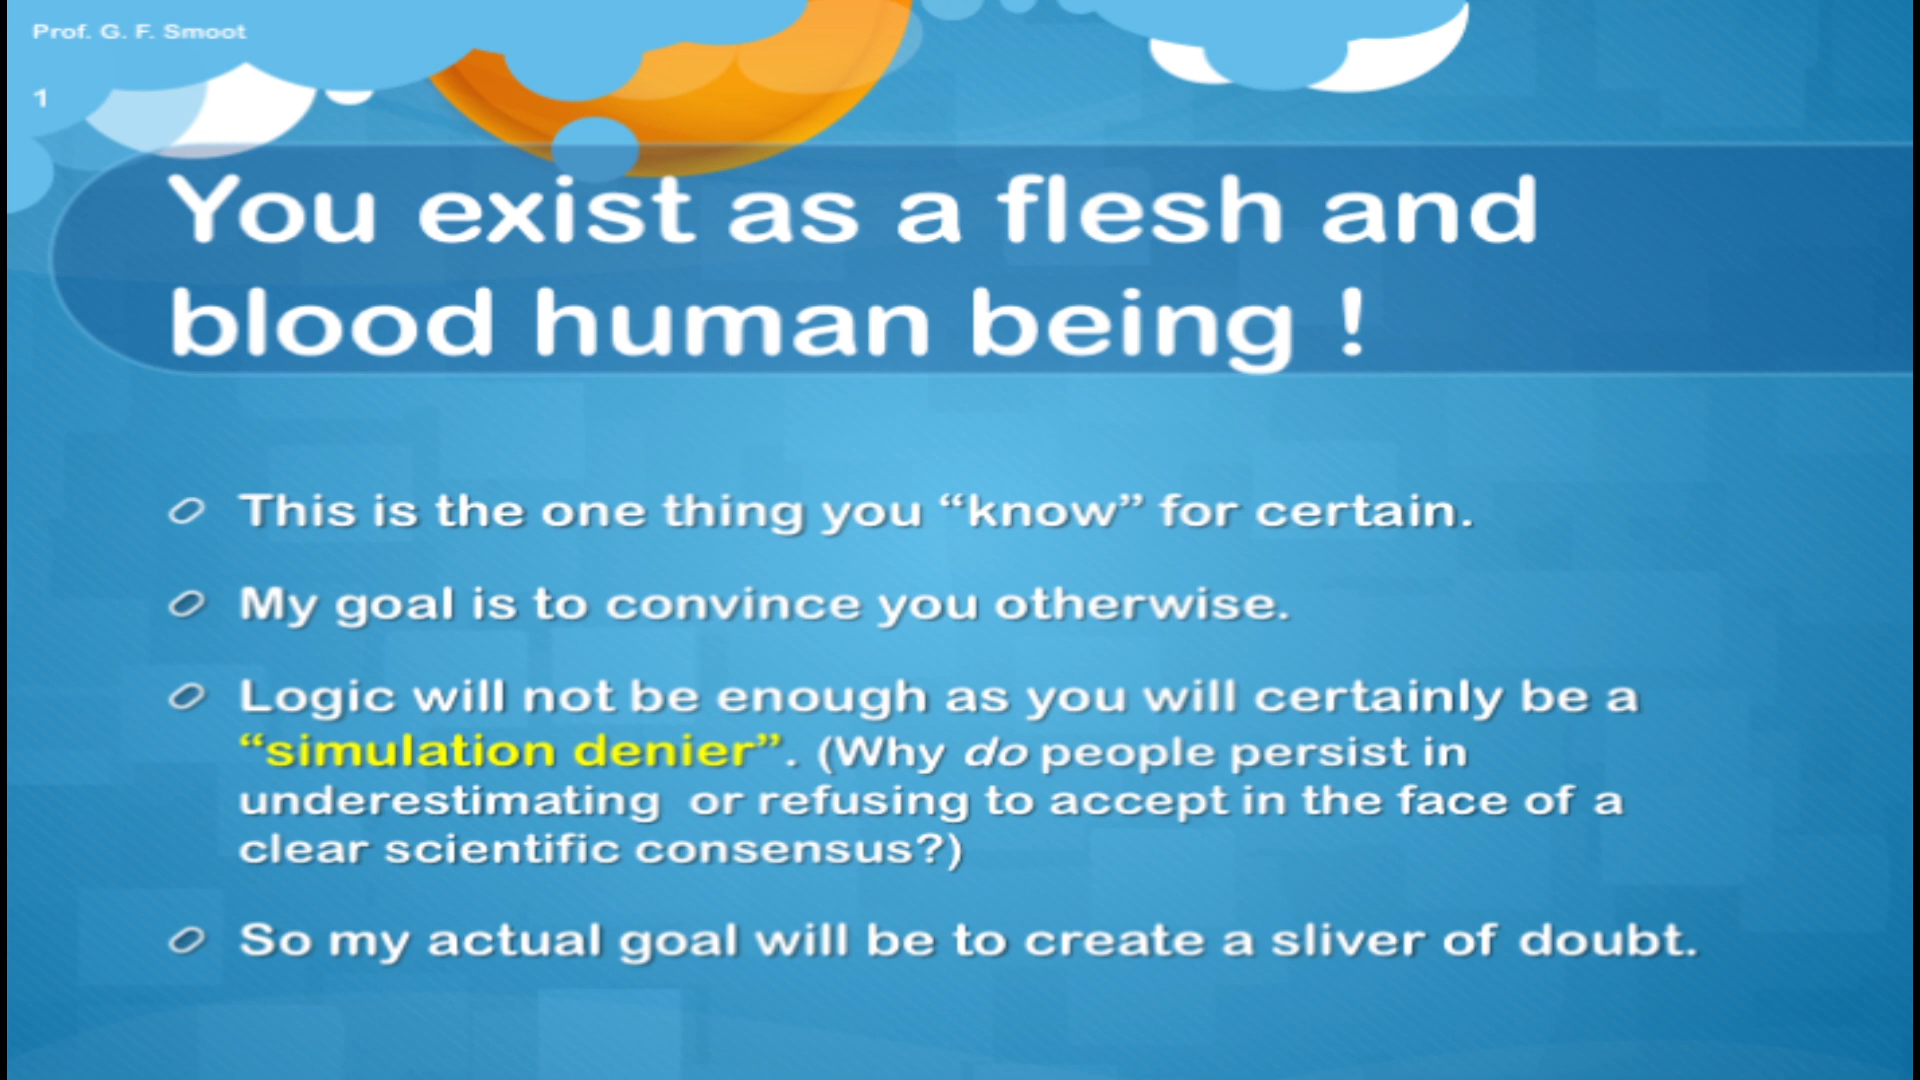 Prof. G. F. Smoot
1
You exist as a flesh and
blood human being !
This is the one thing you “know” for certain.
My goal is to convince you otherwise.
Logic will not be enough as you will certainly be a
“simulation denier”. (Why do people persist in
underestimating  or refusing to accept in the face of a
clear scientific consensus?)
So my actual goal will be to create a sliver of doubt.